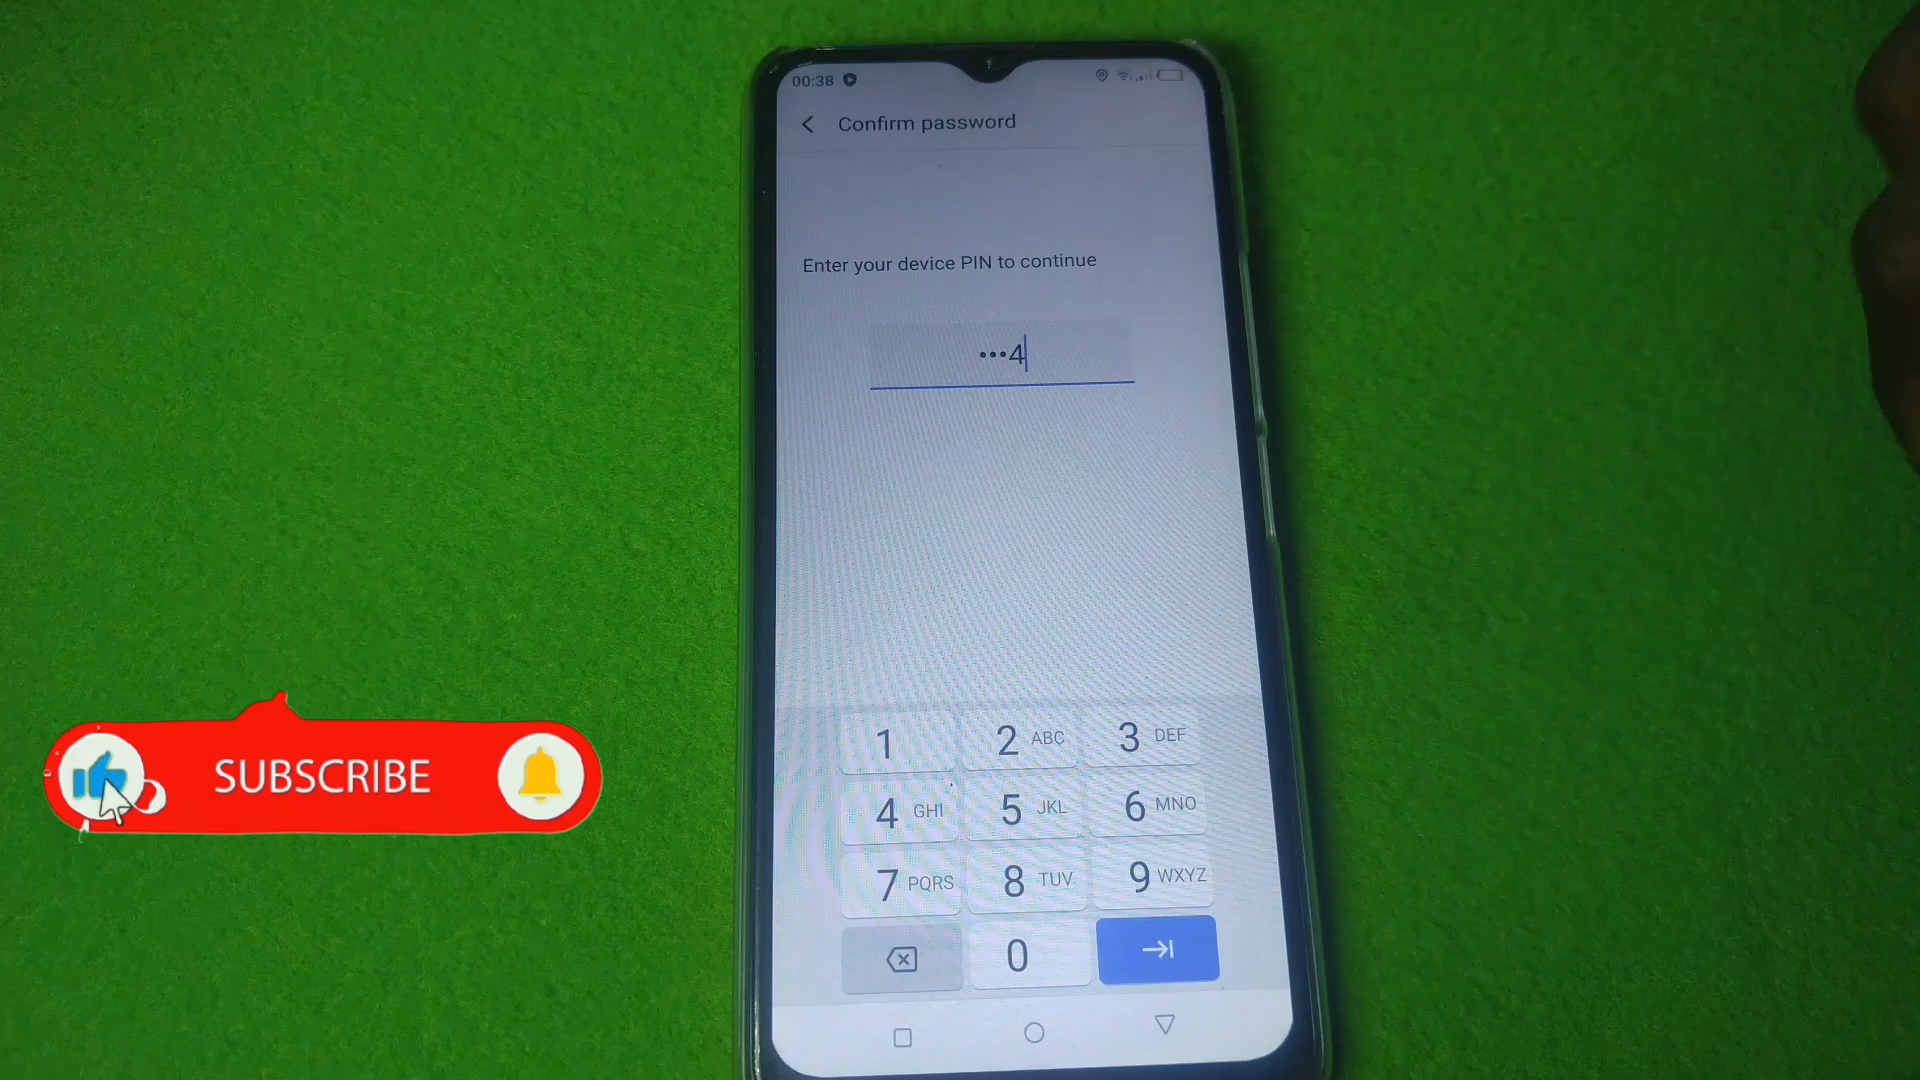 00:38
Confirm password
Enter your device PIN to continue
•••4
1
2 ABC
3 DEF
4 GHI
5 JKL
6 MNO
7 PQRS
8 TUV
9 WXYZ
0
SUBSCRIBE